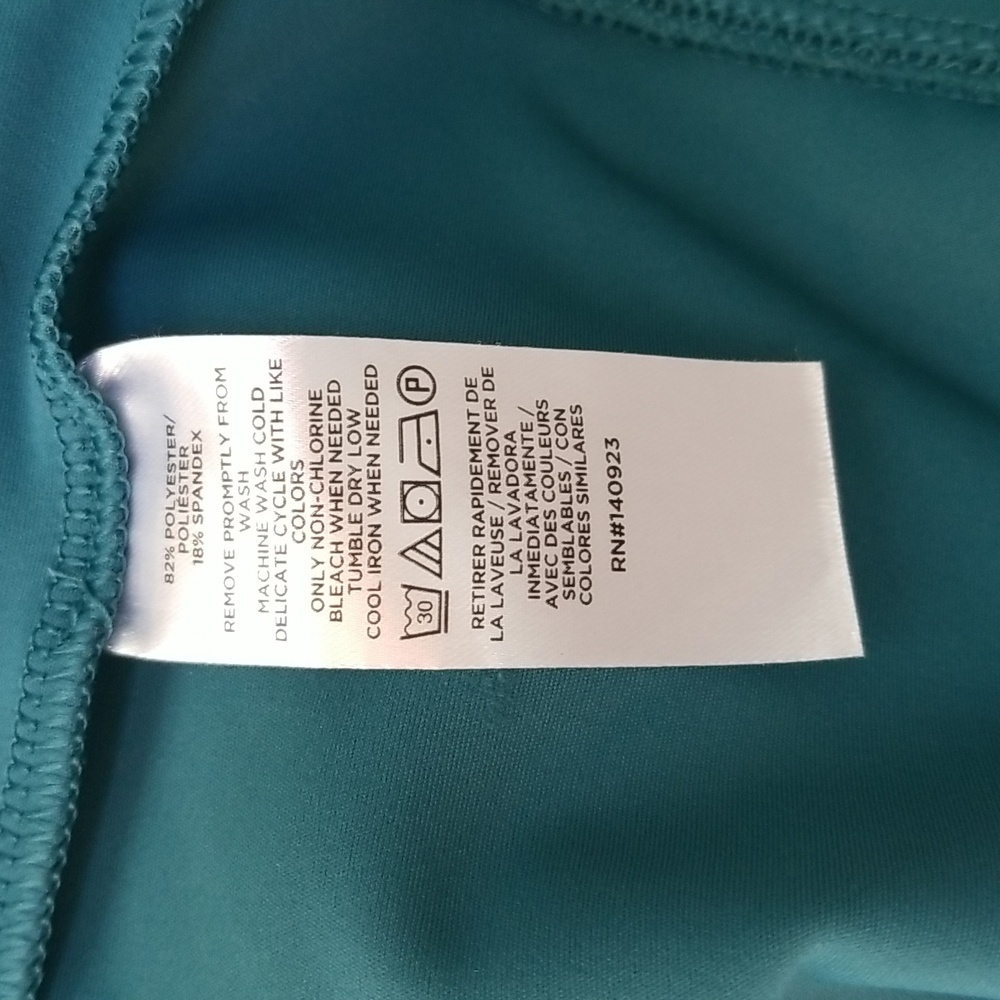 82% POLYESTER/
POLIÉSTER
18% SPANDEX
REMOVE PROMPTLY FROM
WASH
MACHINE WASH COLD
DELICATE CYCLE WITH LIKE
COLORS
ONLY NON-CHLORINE
BLEACH WHEN NEEDED
TUMBLE DRY LOW
COOL IRON WHEN NEEDED
30 P
RETIRER RAPIDEMENT DE
LA LAVEUSE / REMOVER DE
LA LAVADORA
INMEDIATAMENTE /
AVEC DES COULEURS
SEMBLABLES / CON
COLORES SIMILARES
RN#140923